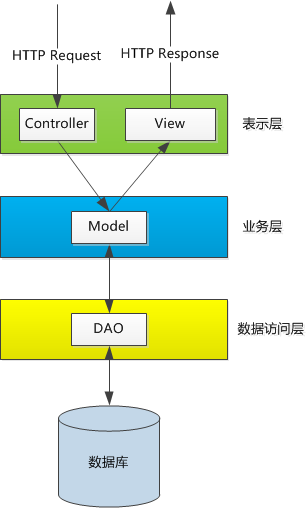 HTTP Request
HTTP Response
Controller
View
表示层
Model
业务层
DAO
数据访问层
数据库